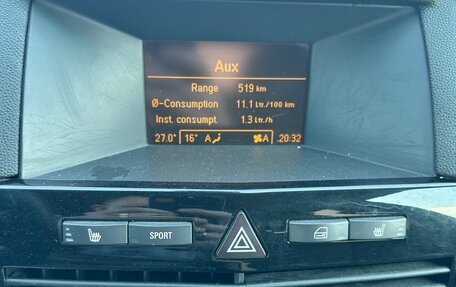 Aux
Range 519 km
Ø-Consumption 11.1 Ltr./100 km
Inst. consumpt. 1.3 Ltr./h
27.0° 16° A A 20:32
SPORT